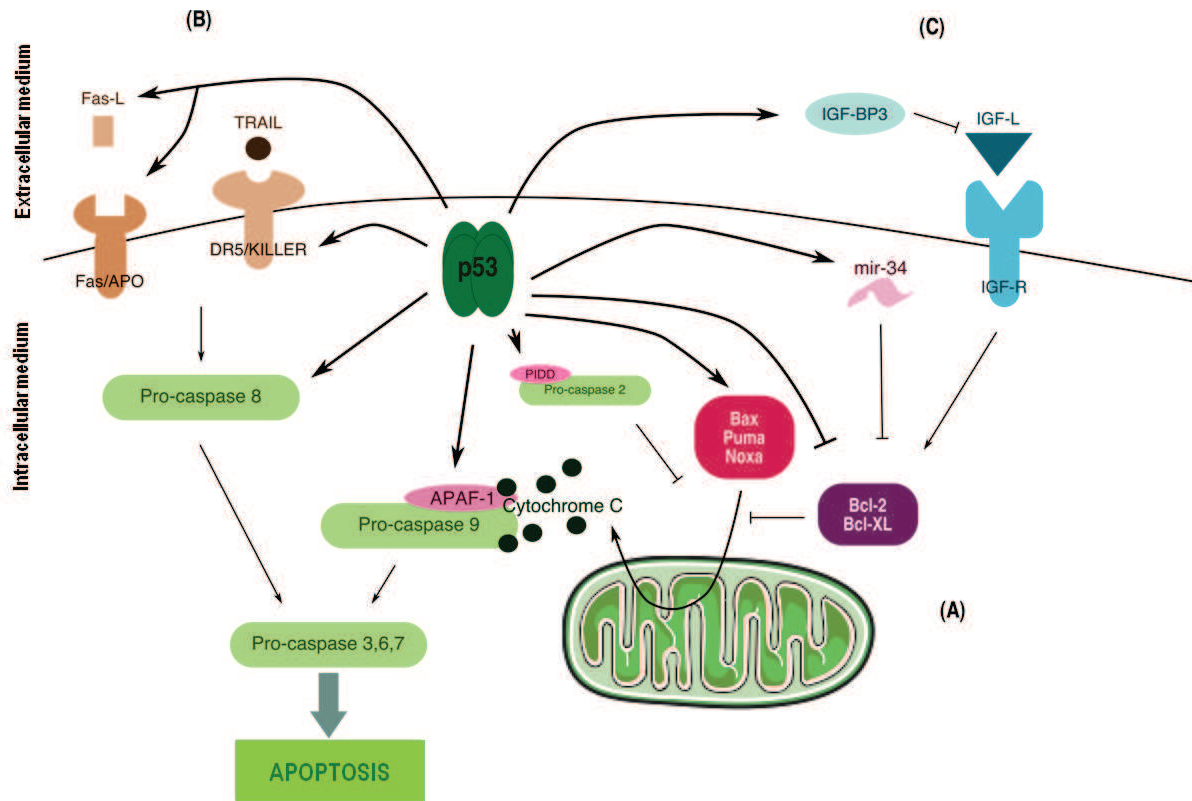 (B)
(C)
Extracellular medium
Fas-L
TRAIL
IGF-BP3
IGF-L
DR5/KILLER
Fas/APO
p53
mir-34
IGF-R
Intracellular medium
Pro-caspase 8
PIDD
Pro-caspase 2
Bax
Puma
Noxa
APAF-1
Cytochrome C
Pro-caspase 9
Bcl-2
Bcl-XL
(A)
Pro-caspase 3,6,7
APOPTOSIS